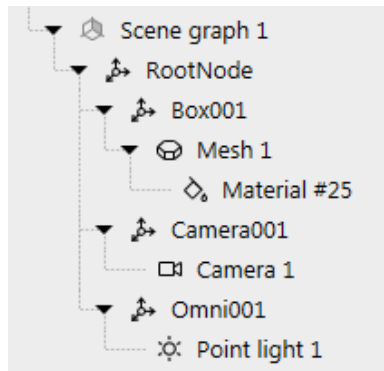 Scene graph 1
RootNode
Box001
Mesh 1
Material #25
Camera001
Camera 1
Omni001
Point light 1